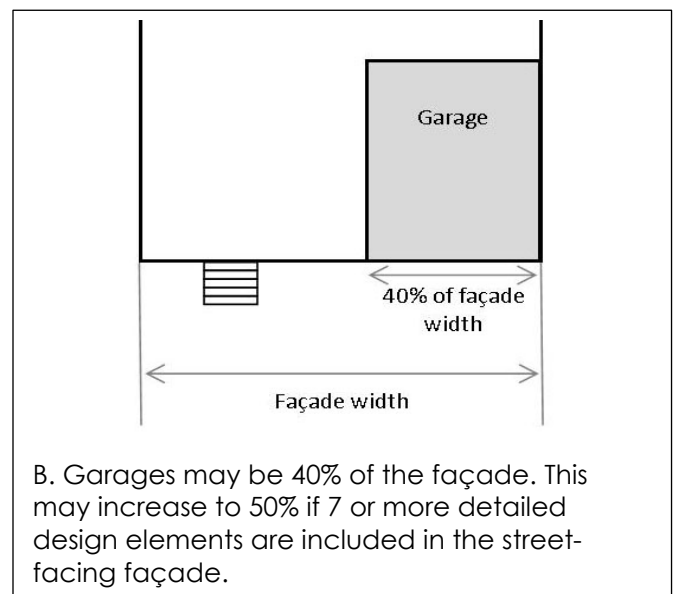 Garage
40% of façade
width
Façade width
B. Garages may be 40% of the façade. This
may increase to 50% if 7 or more detailed
design elements are included in the street-
facing façade.